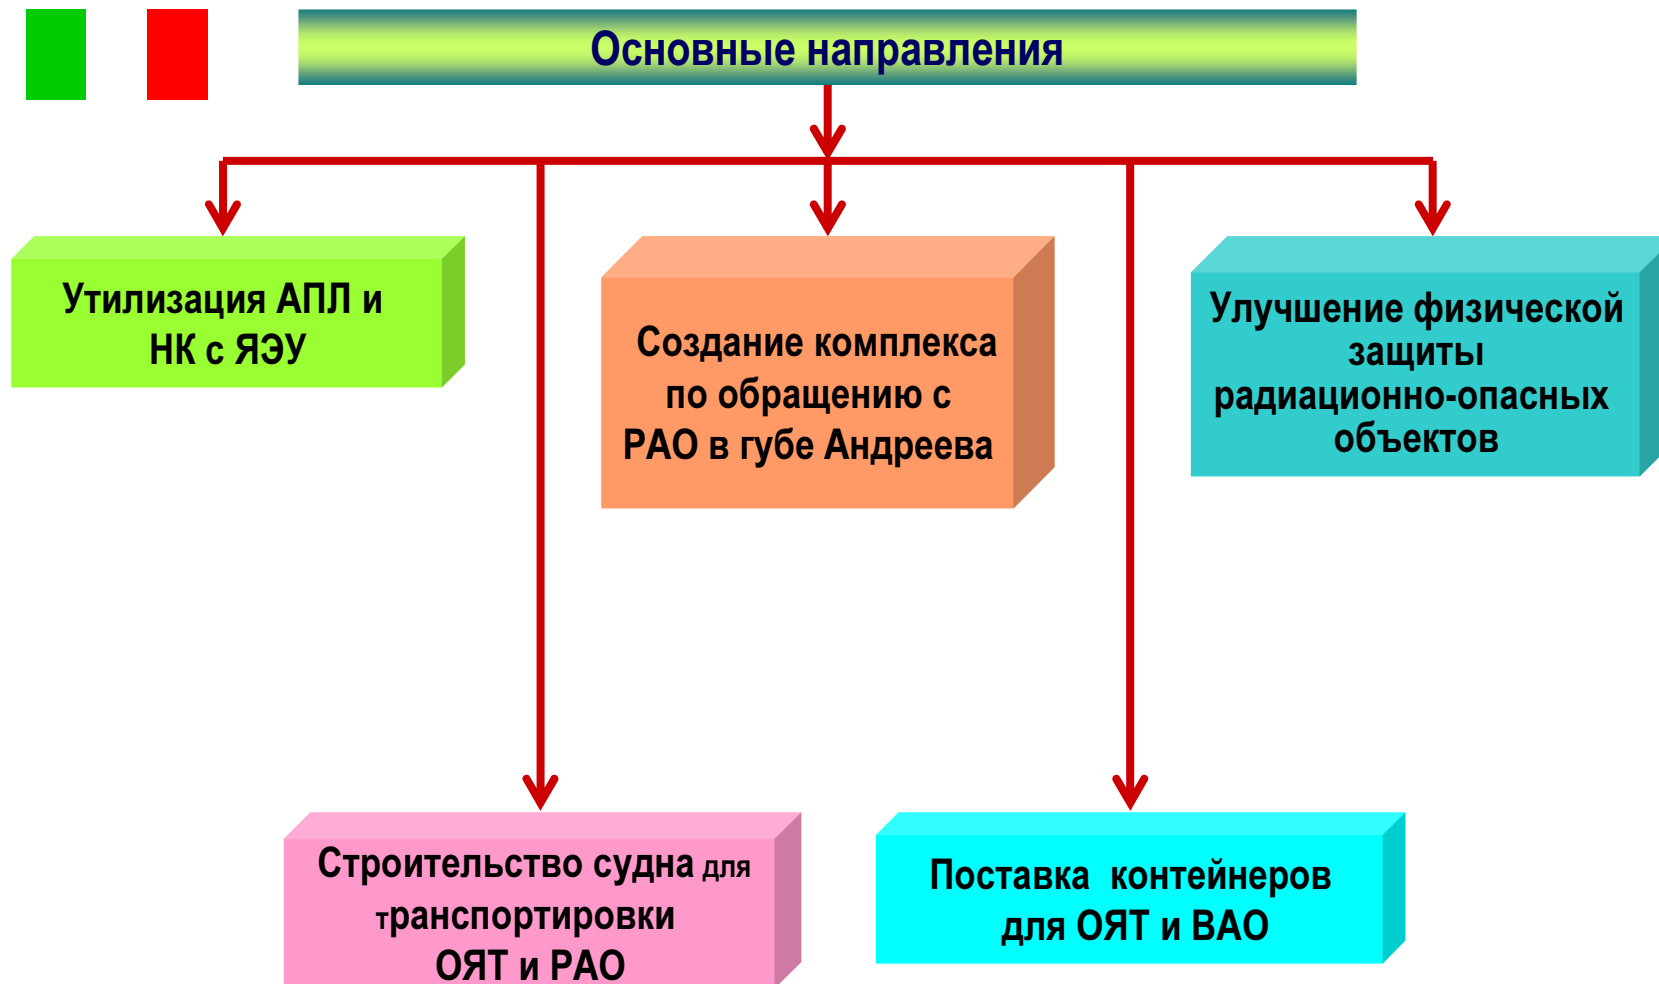 Основные направления
Утилизация АПЛ и
НК с ЯЭУ
Создание комплекса
по обращению с
РАО в губе Андреева
Улучшение физической
защиты
радиационно-опасных
объектов
Строительство судна для
транспортировки
ОЯТ и РАО
Поставка контейнеров
для ОЯТ и ВАО